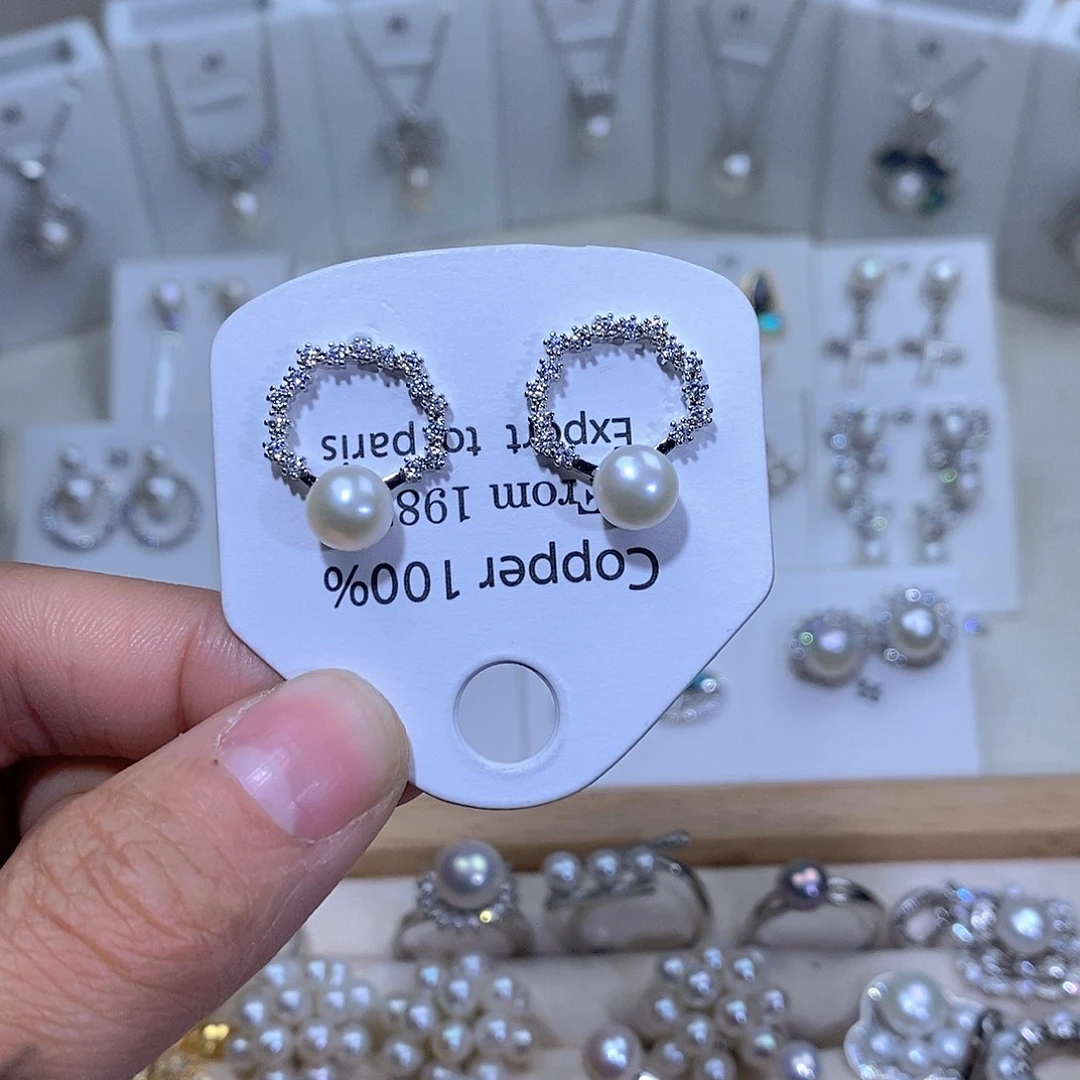 Copper 100%
From 198
Export to paris